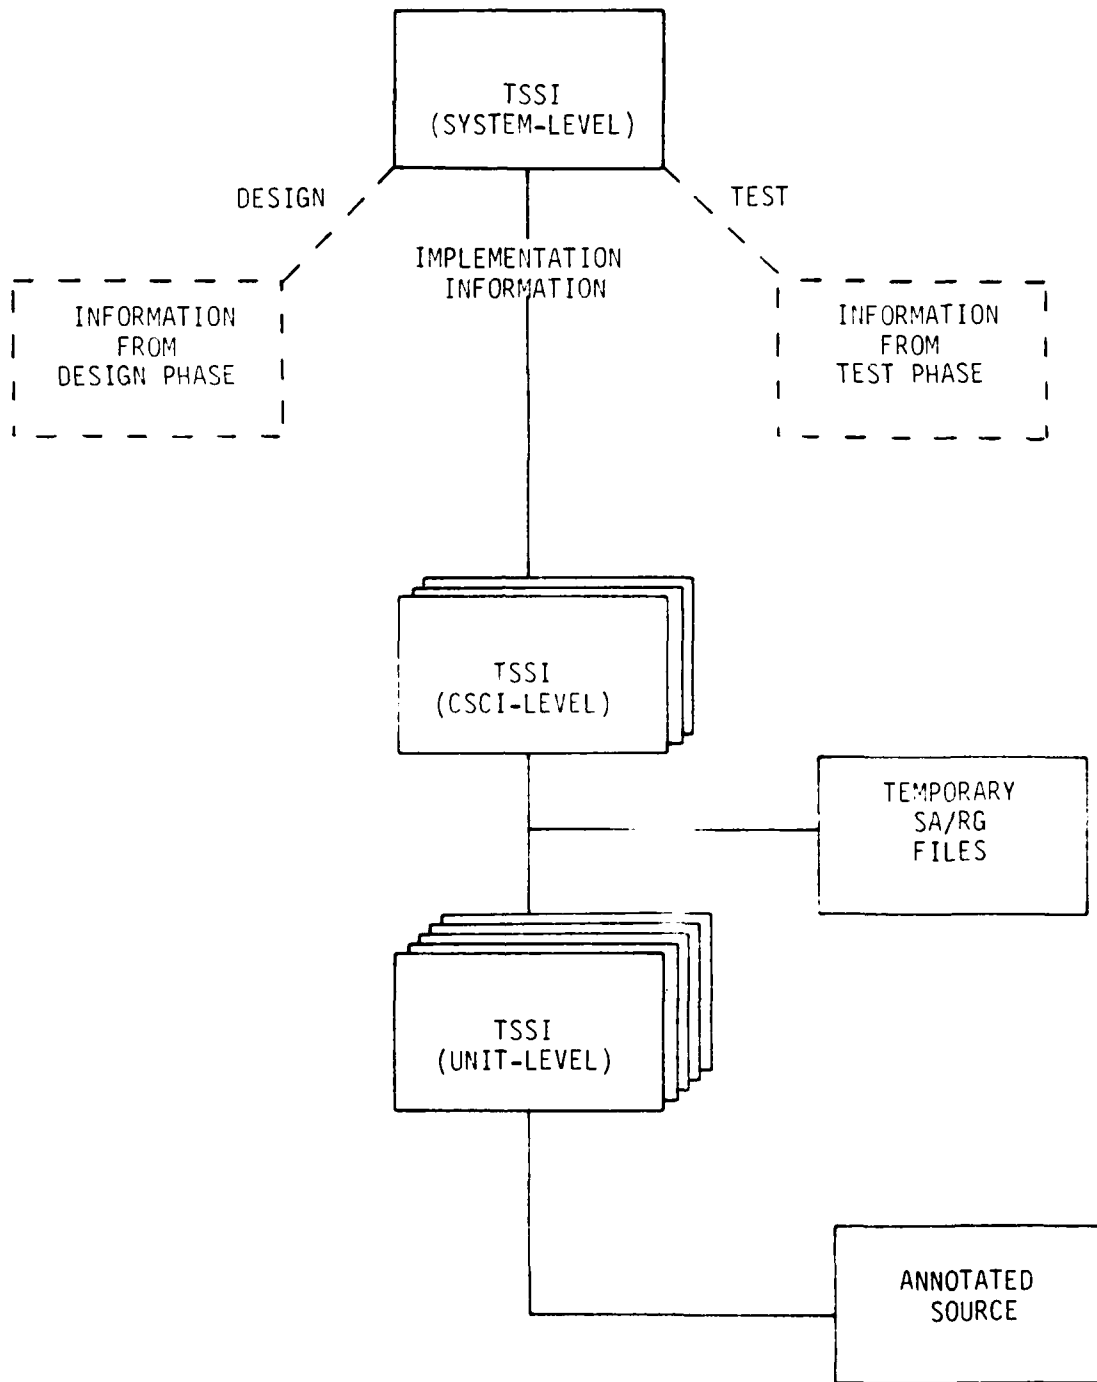 TSSI
(SYSTEM-LEVEL)
DESIGN
TEST
IMPLEMENTATION
INFORMATION
INFORMATION
FROM
DESIGN PHASE
INFORMATION
FROM
TEST PHASE
TSSI
(CSCI-LEVEL)
TEMPORARY
SA/RG
FILES
TSSI
(UNIT-LEVEL)
ANNOTATED
SOURCE